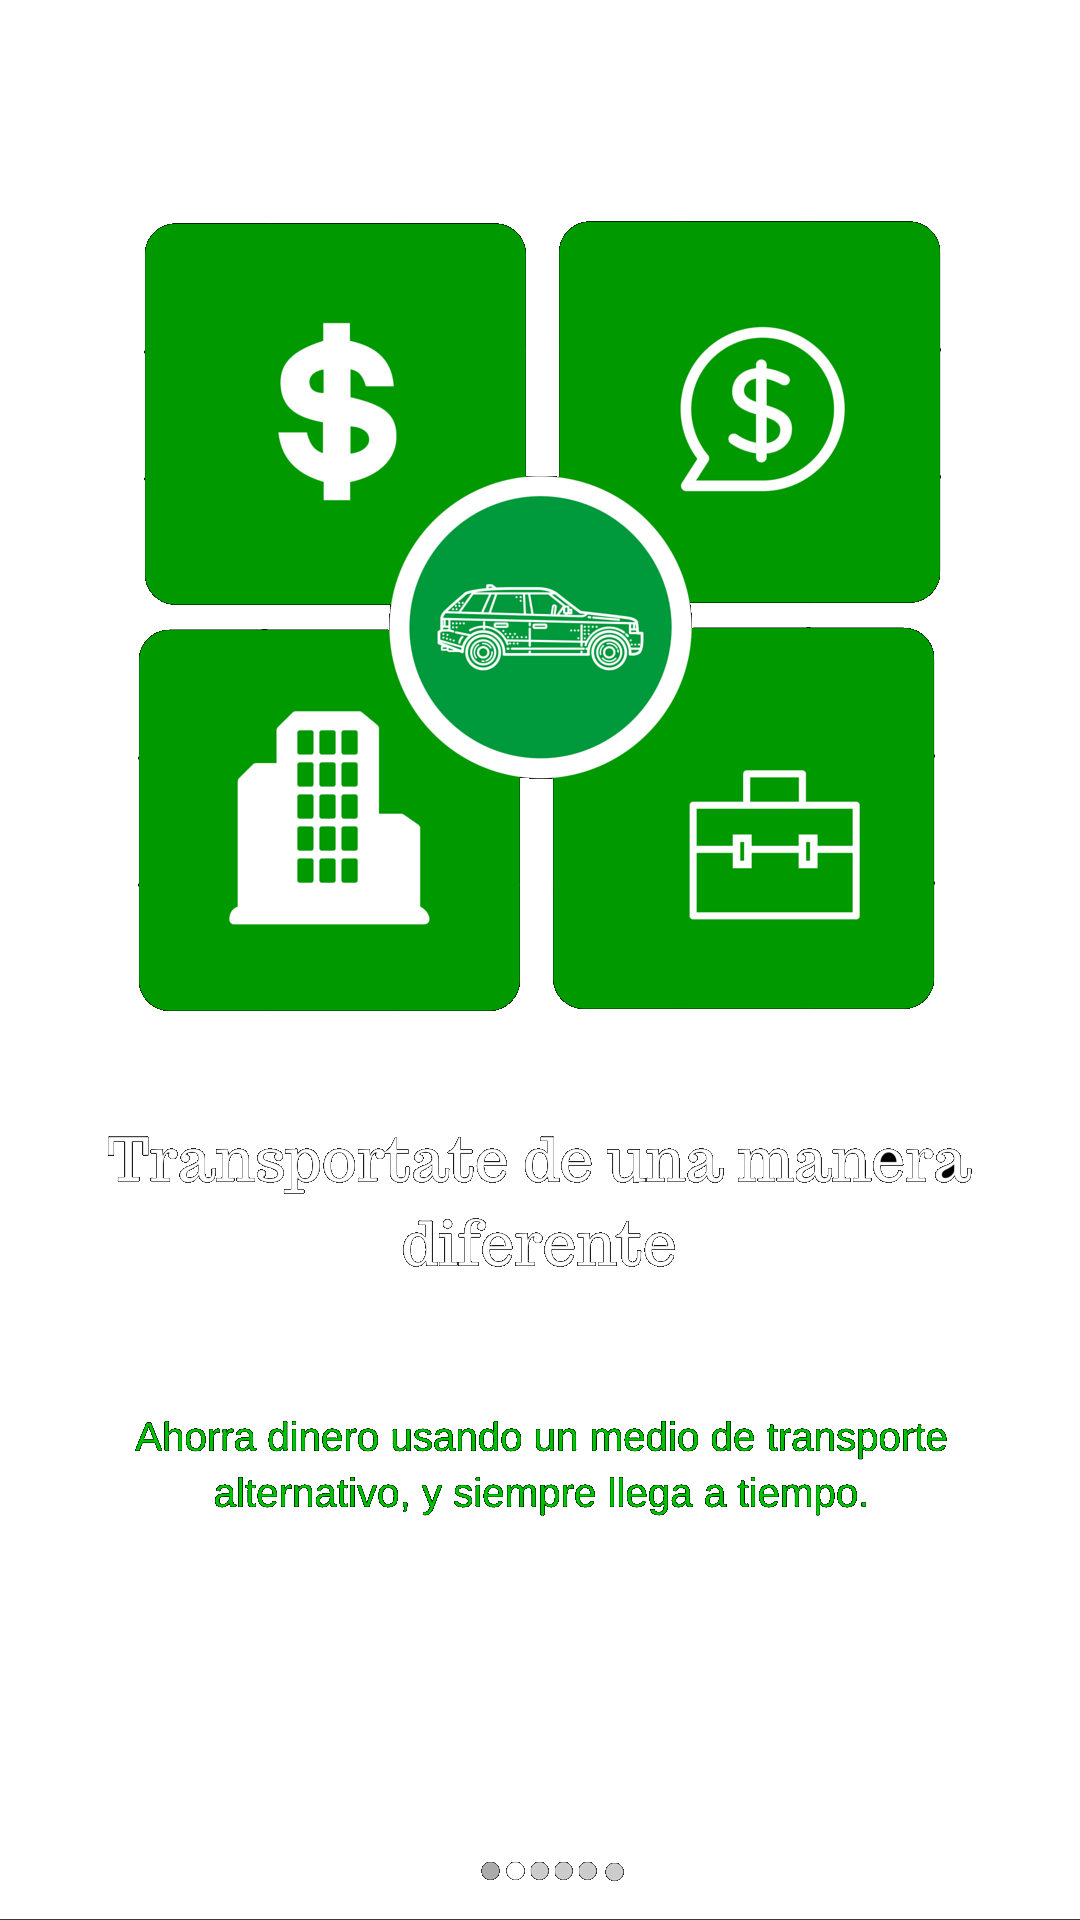 $
$
Transportate de una manera
diferente
Ahorra dinero usando un medio de transporte
alternativo, y siempre llega a tiempo.